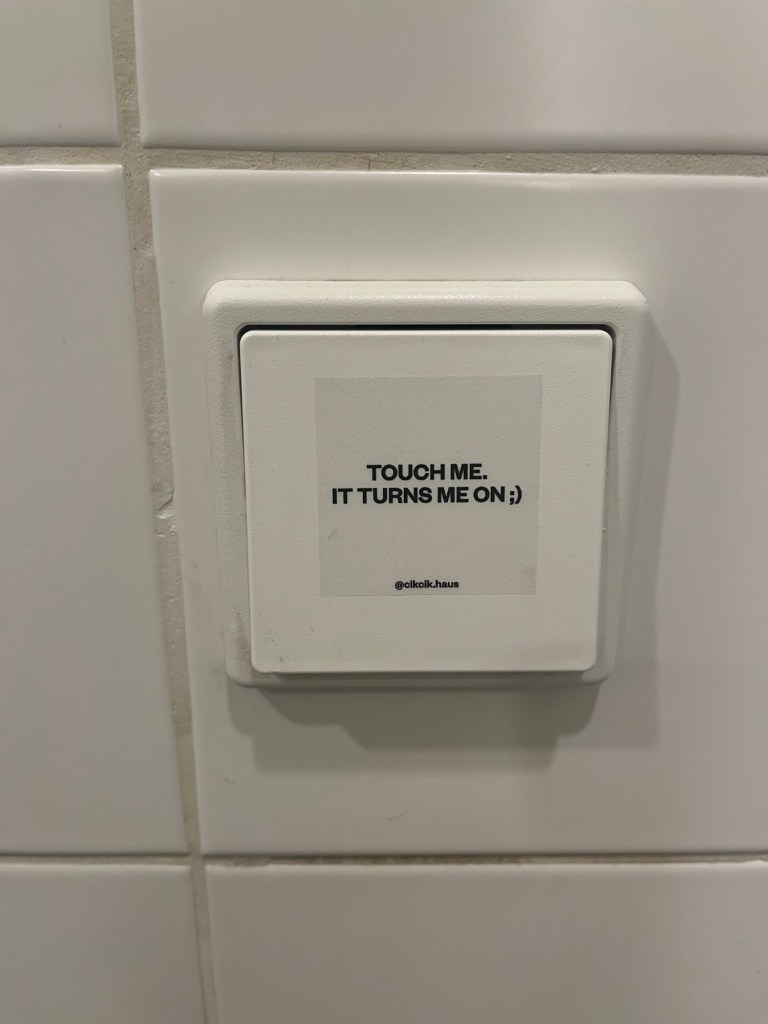 TOUCH ME.
IT TURNS ME ON ;)
@cikcik.haus